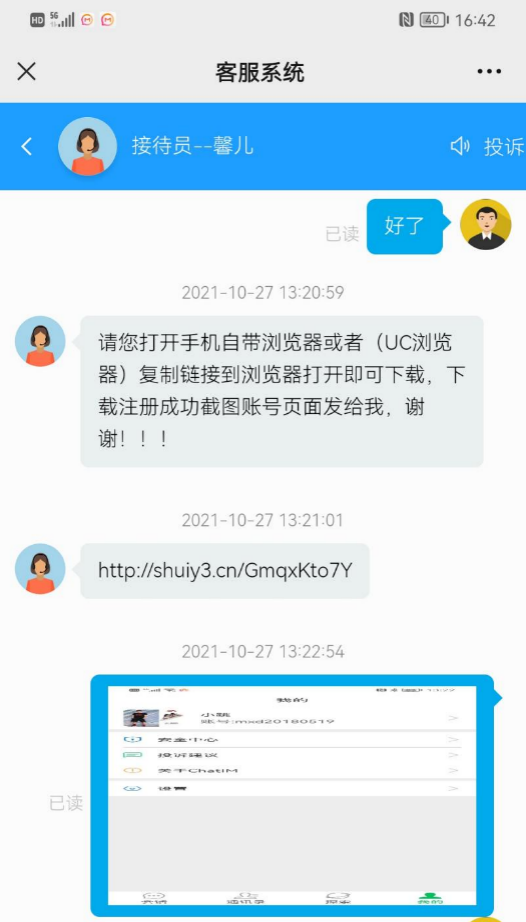 HD 5G 40 16:42
客服系统
接待员--馨儿 投诉
已读 好了
2021-10-27 13:20:59
请您打开手机自带浏览器或者（UC浏览
器）复制链接到浏览器打开即可下载，下
载注册成功截图账号页面发给我，谢
谢！！！
2021-10-27 13:21:01
http://shuiy3.cn/GmqxKto7Y
2021-10-27 13:22:54
我的
账号:mxd20180519
安全中心
投诉建议
关于ChatIM
设置
已读
通讯录
探索
我的